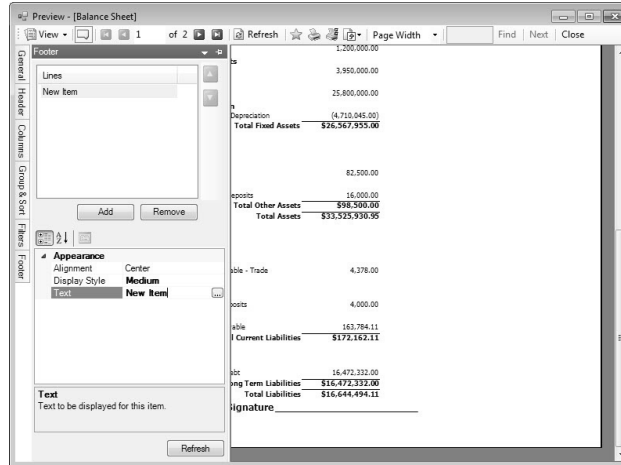 Preview - [Balance Sheet]
View
1 of 2
Refresh
Page Width
Find Next Close
Footer
General
Header
Columns
Group & Sort
Filters
Footer
Lines
New Item
Add Remove
Appearance
Alignment Center
Display Style Medium
Text New Item
...
Text
Text to be displayed for this item.
Refresh
1,200,000.00
ts
3,950,000.00
25,800,000.00
n
Depreciation (4,710,045.00)
Total Fixed Assets $26,567,955.00
82,500.00
eposits 16,000.00
Total Other Assets $98,500.00
Total Assets $33,525,930.95
able - Trade 4,378.00
posits 4,000.00
able 163,784.11
l Current Liabilities $172,162.11
ebt 16,472,332.00
ong Term Liabilities $16,472,332.00
Total Liabilities $16,644,494.11
Signature